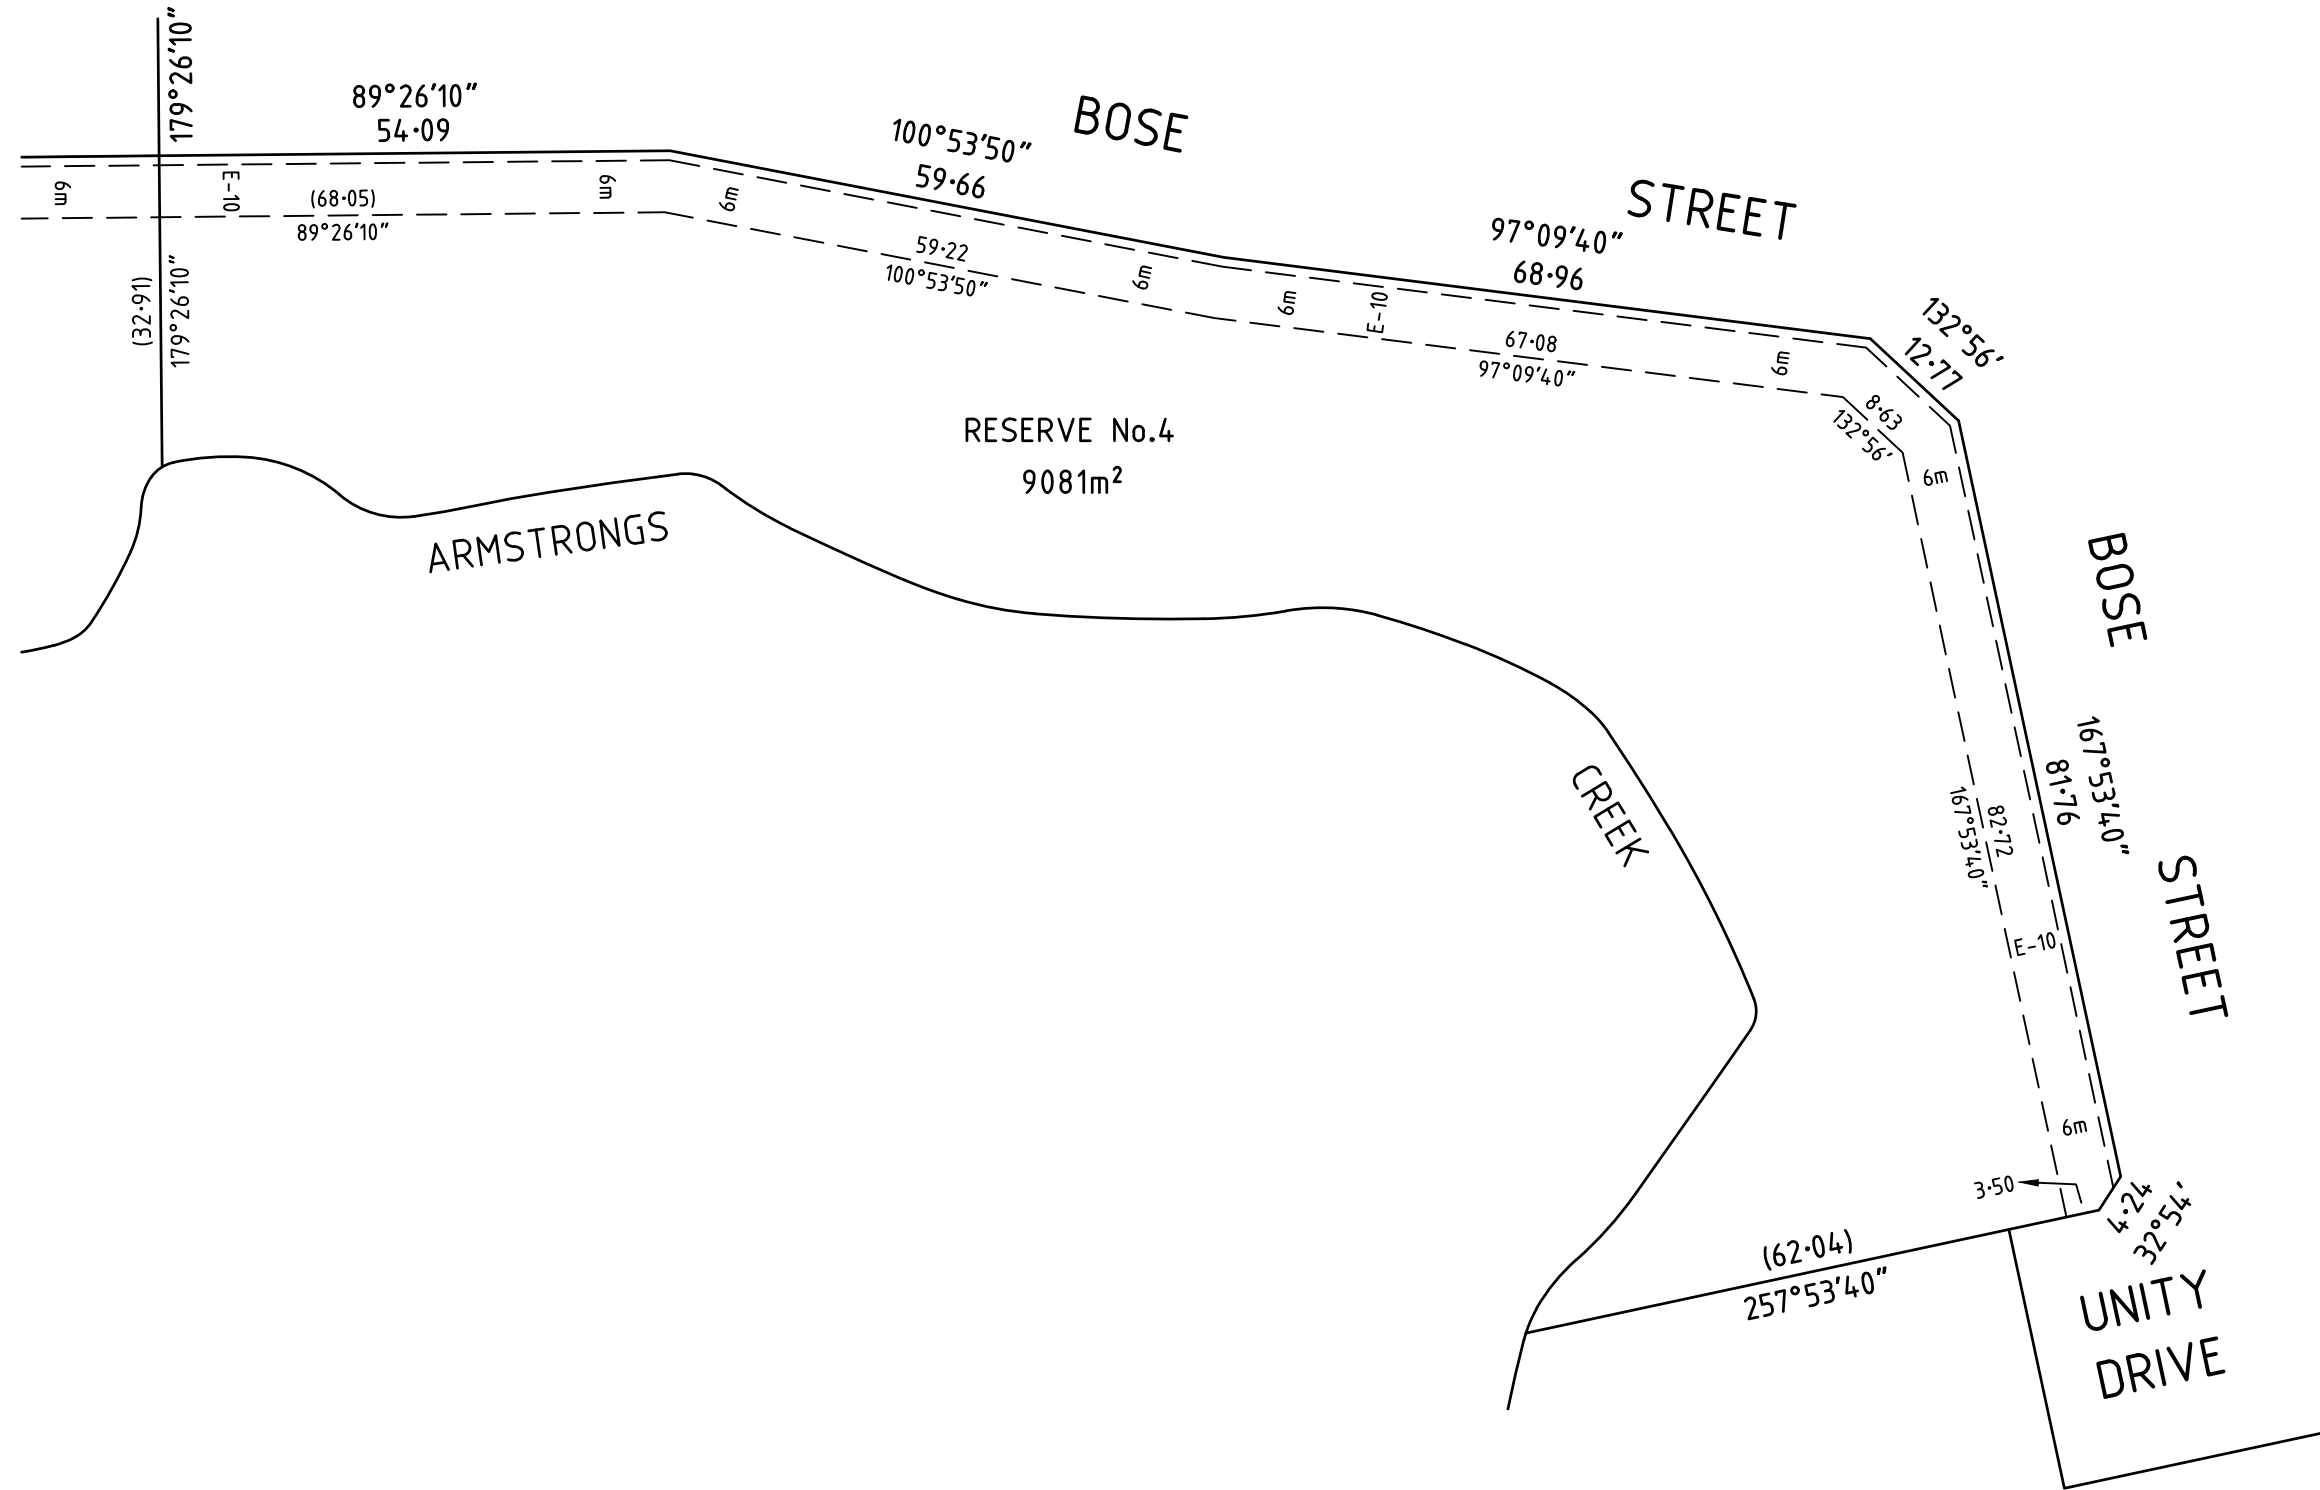 179°26'10"
89°26'10"
54·09
BOSE
100°53'50"
59·66
STREET
97°09'40"
68·96
6m
E-10
(68·05)
89°26'10"
6m
6m
59·22
100°53'50"
6m
6m
E-10
67·08
97°09'40"
6m
132°56'
12·77
8·63
132°56'
(32·91)
179°26'10"
RESERVE No.4
9081m²
6m
ARMSTRONGS
BOSE
167°53'40"
81·76
82·72
167°53'40"
CREEK
STREET
E-10
6m
3·50
4·24
32°54'
(62·04)
257°53'40"
UNITY
DRIVE